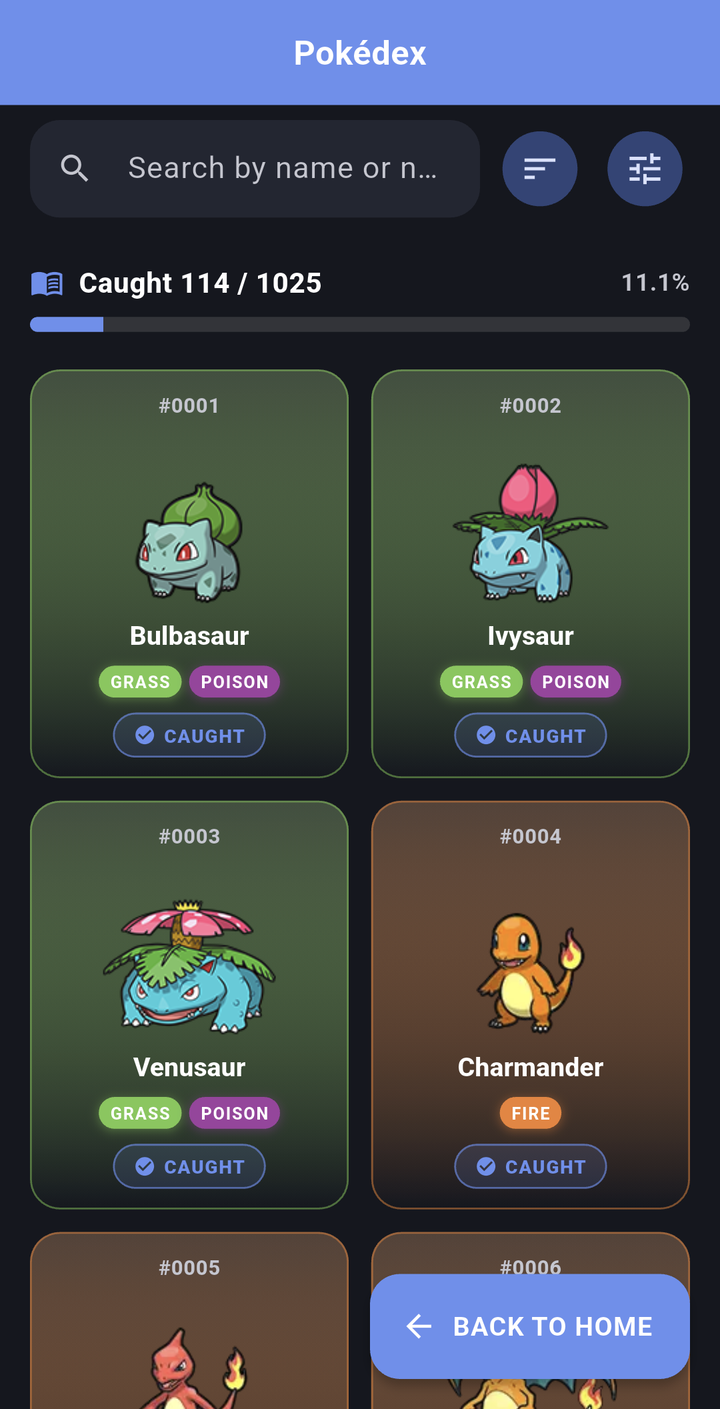 Pokédex
Search by name or n…
Caught 114 / 1025
11.1%
#0001
#0002
Bulbasaur
Ivysaur
GRASS POISON
GRASS POISON
CAUGHT
CAUGHT
#0003
#0004
Venusaur
Charmander
GRASS POISON
FIRE
CAUGHT
CAUGHT
#0005
#0006
BACK TO HOME